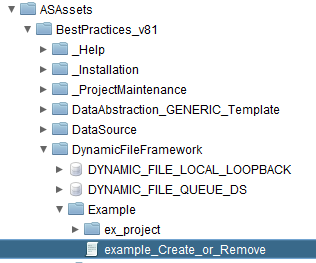 ASAssets
BestPractices_v81
_Help
_Installation
_ProjectMaintenance
DataAbstraction_GENERIC_Template
DataSource
DynamicFileFramework
DYNAMIC_FILE_LOCAL_LOOPBACK
DYNAMIC_FILE_QUEUE_DS
Example
ex_project
example_Create_or_Remove